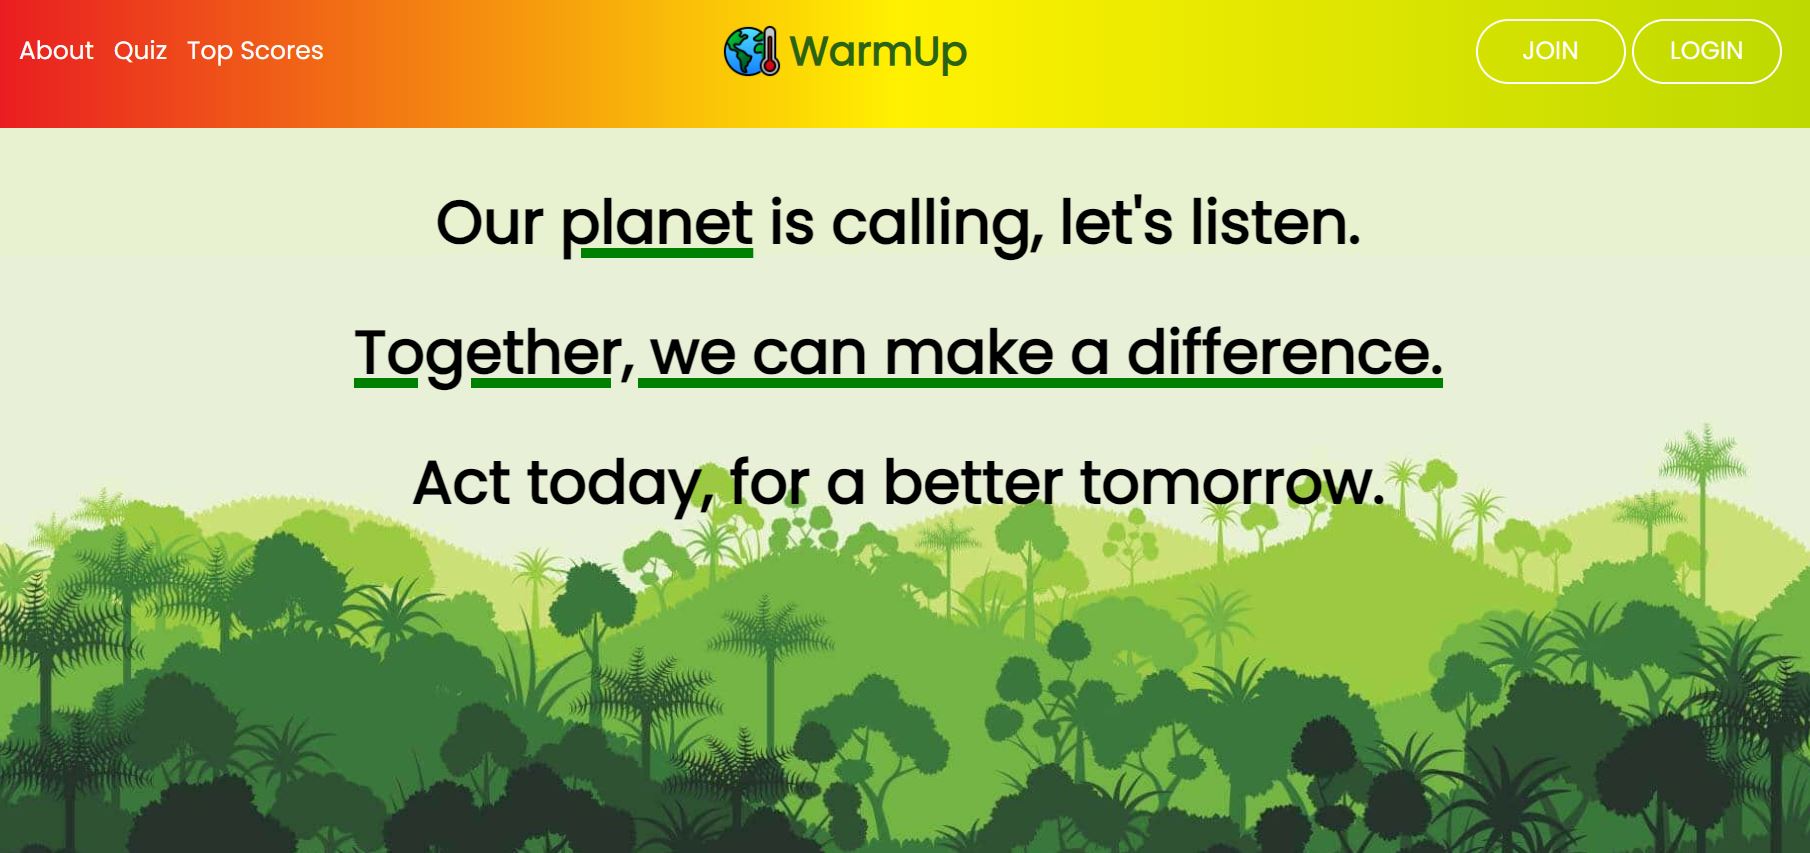 About Quiz Top Scores WarmUp JOIN LOGIN
Our planet is calling, let's listen.
Together, we can make a difference.
Act today, for a better tomorrow.